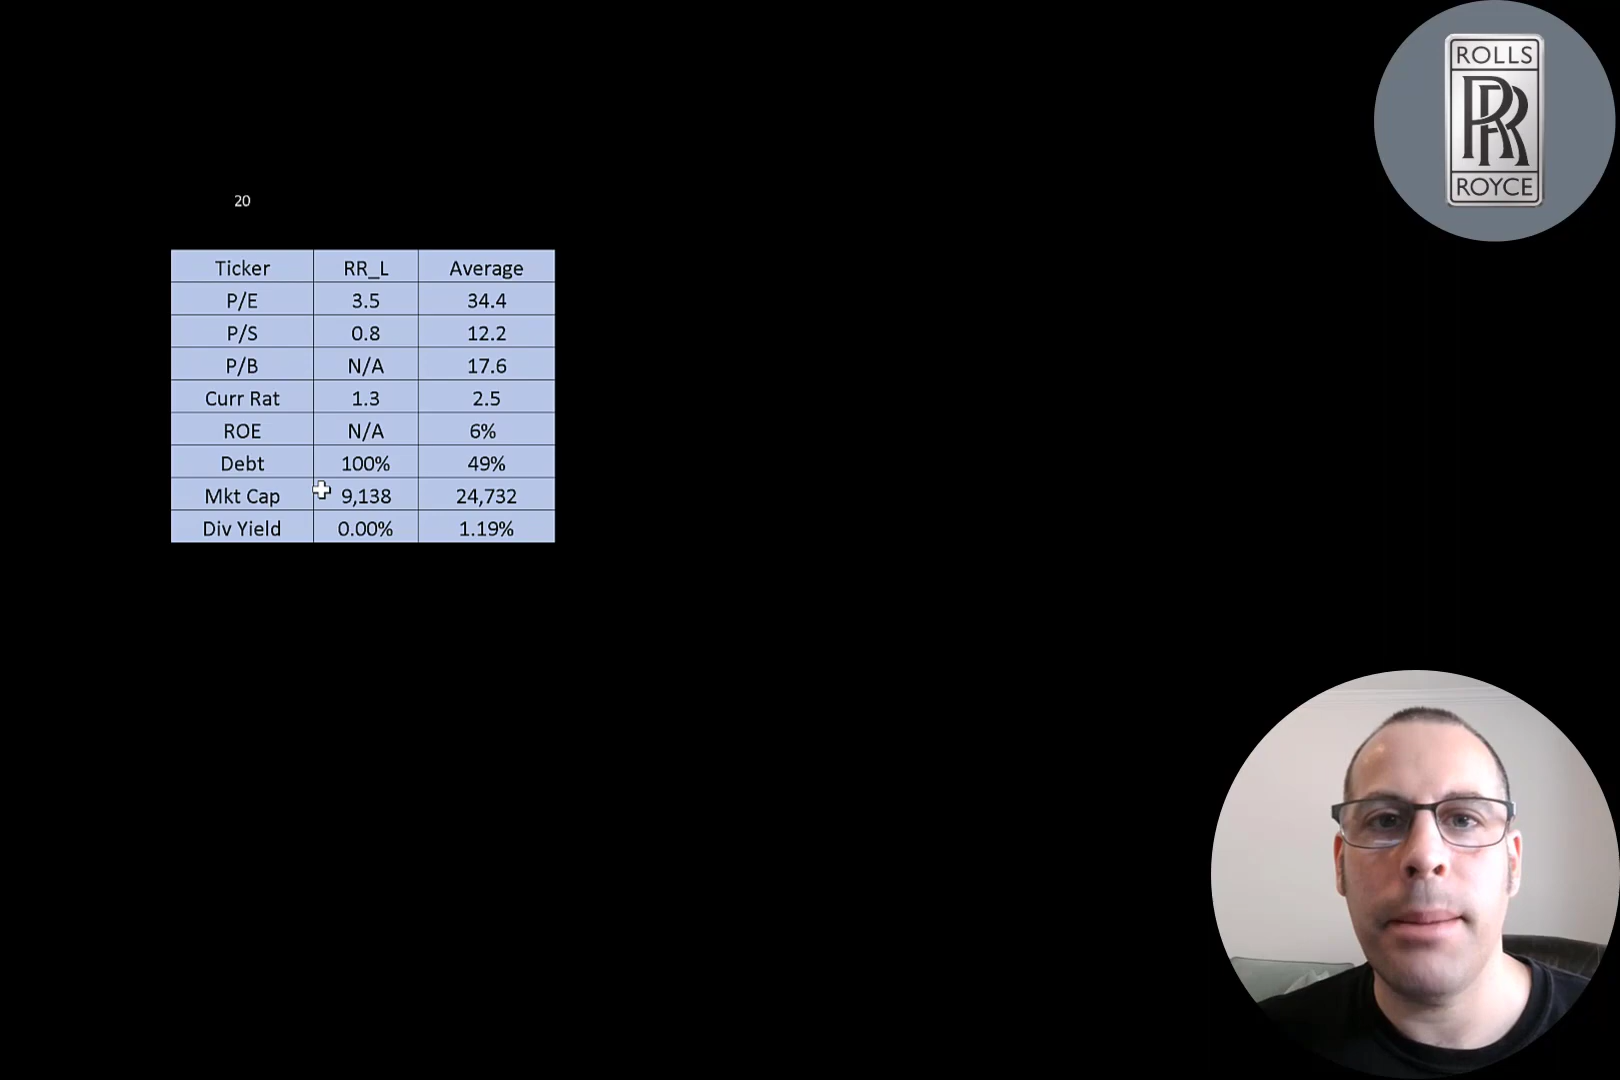 ROLLS
RR
ROYCE
20
Ticker RR_L Average
P/E 3.5 34.4
P/S 0.8 12.2
P/B N/A 17.6
Curr Rat 1.3 2.5
ROE N/A 6%
Debt 100% 49%
Mkt Cap 9,138 24,732
Div Yield 0.00% 1.19%